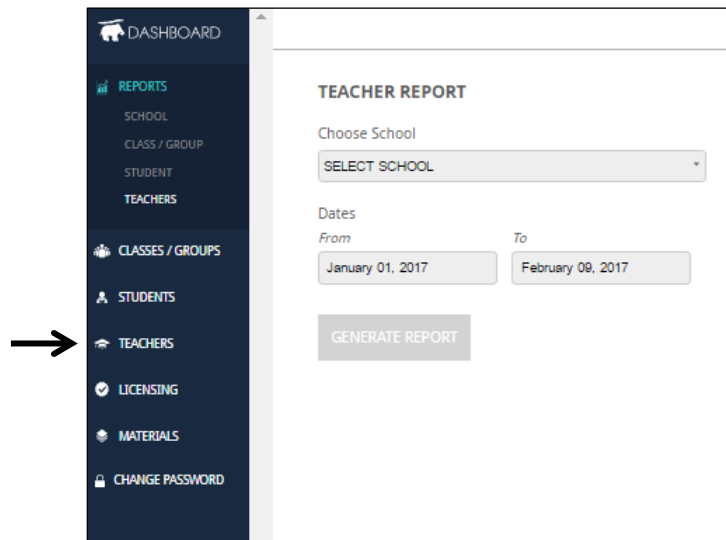 DASHBOARD
REPORTS
SCHOOL
CLASS / GROUP
STUDENT
TEACHERS
CLASSES / GROUPS
STUDENTS
TEACHERS
LICENSING
MATERIALS
CHANGE PASSWORD
TEACHER REPORT
Choose School
SELECT SCHOOL
Dates
From To
January 01, 2017 February 09, 2017
GENERATE REPORT